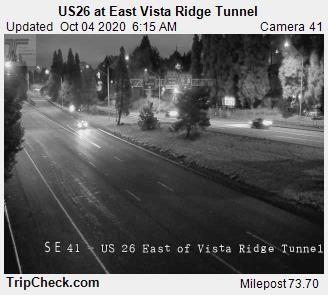 US26 at East Vista Ridge Tunnel
Updated Oct 04 2020 6:15 AM Camera 41
SE 41 - US 26 East of Vista Ridge Tunnel
TripCheck.com Milepost 73.70